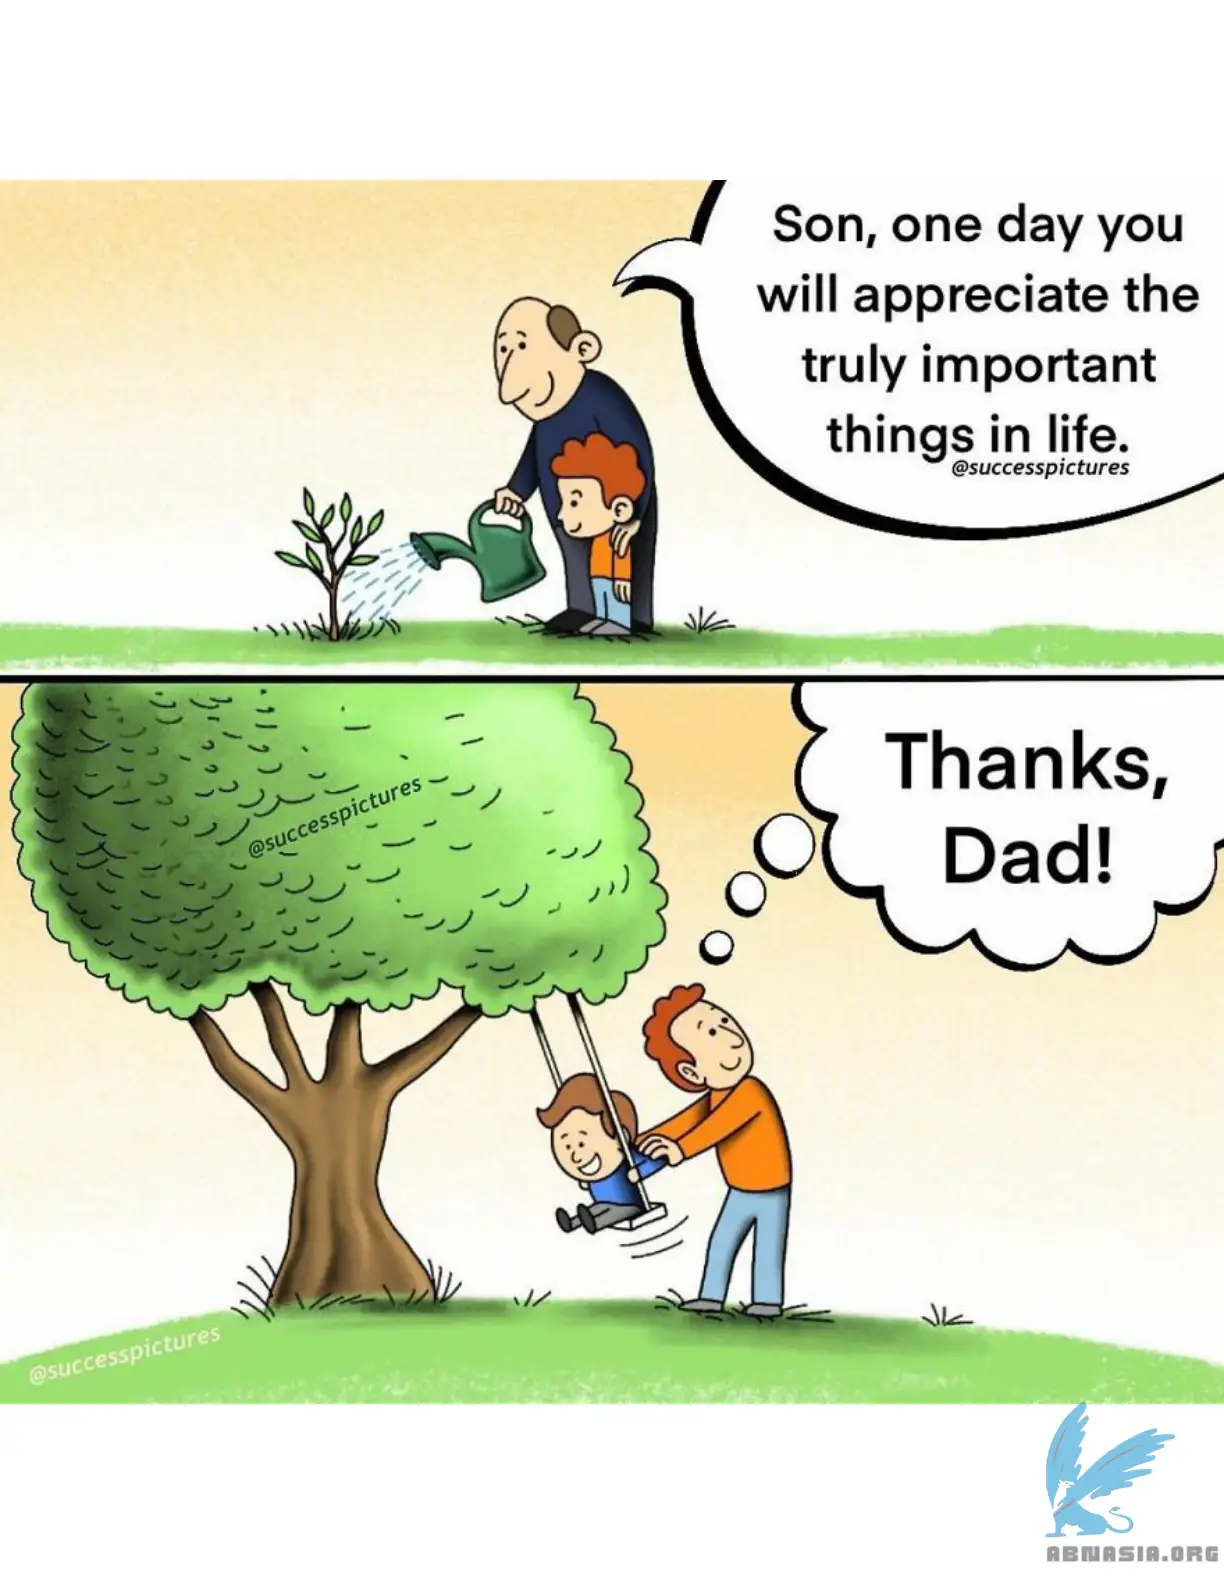 Son, one day you
will appreciate the
truly important
things in life.
@successpictures
@successpictures
Thanks,
Dad!
@successpictures
ABNASIA.ORG